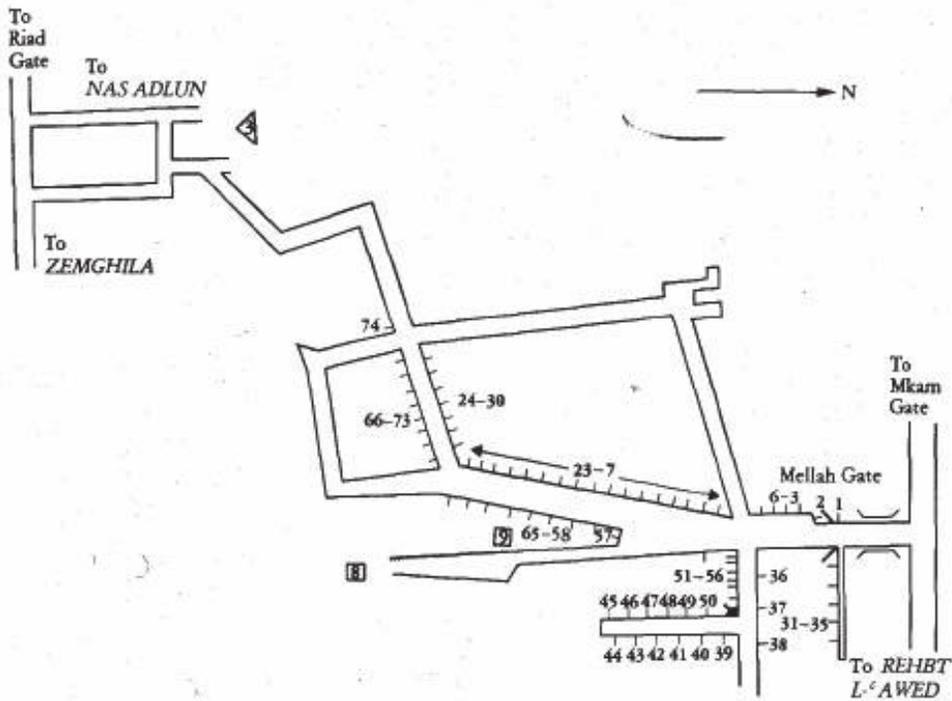 To
Riad
Gate
To
NAS ADLUN
3
N
To
ZEMGHILA
74
66–73
24–30
23–7
To
Mkam
Gate
Mellah Gate
6–3
2
1
9
65–58
57
8
51–56
36
45 46 47 48 49 50
37
31–35
44 43 42 41 40 39
38
To REHBT
L-ᶜAWED